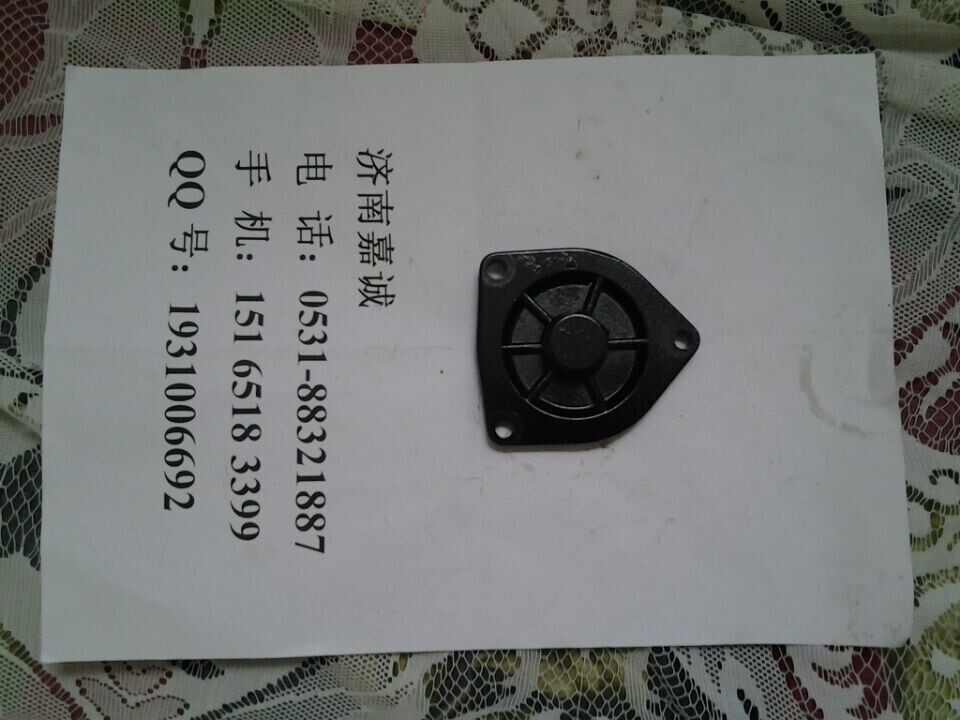 济南嘉诚
电 话：0531-88321887
手 机：151 6518 3399
QQ 号：1931006692